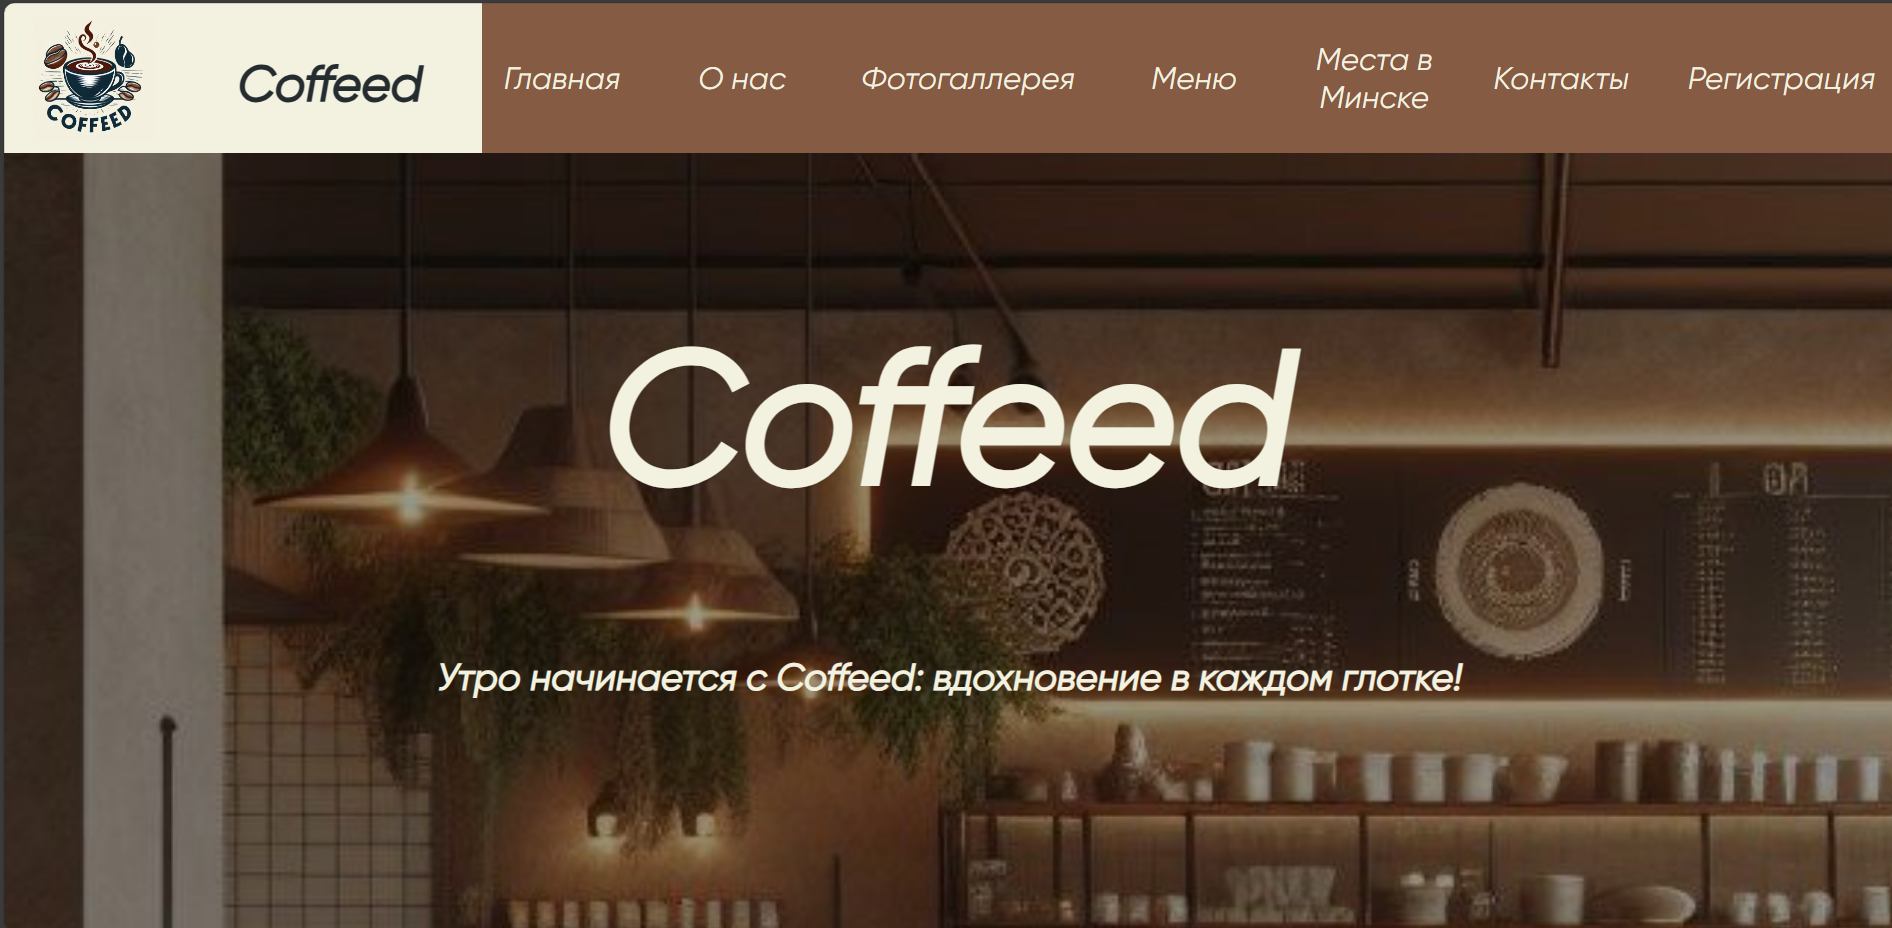 COFFEED
Coffeed
Главная
О нас
Фотогаллерея
Меню
Места в
Минске
Контакты
Регистрация
Coffeed
Утро начинается с Coffeed: вдохновение в каждом глотке!